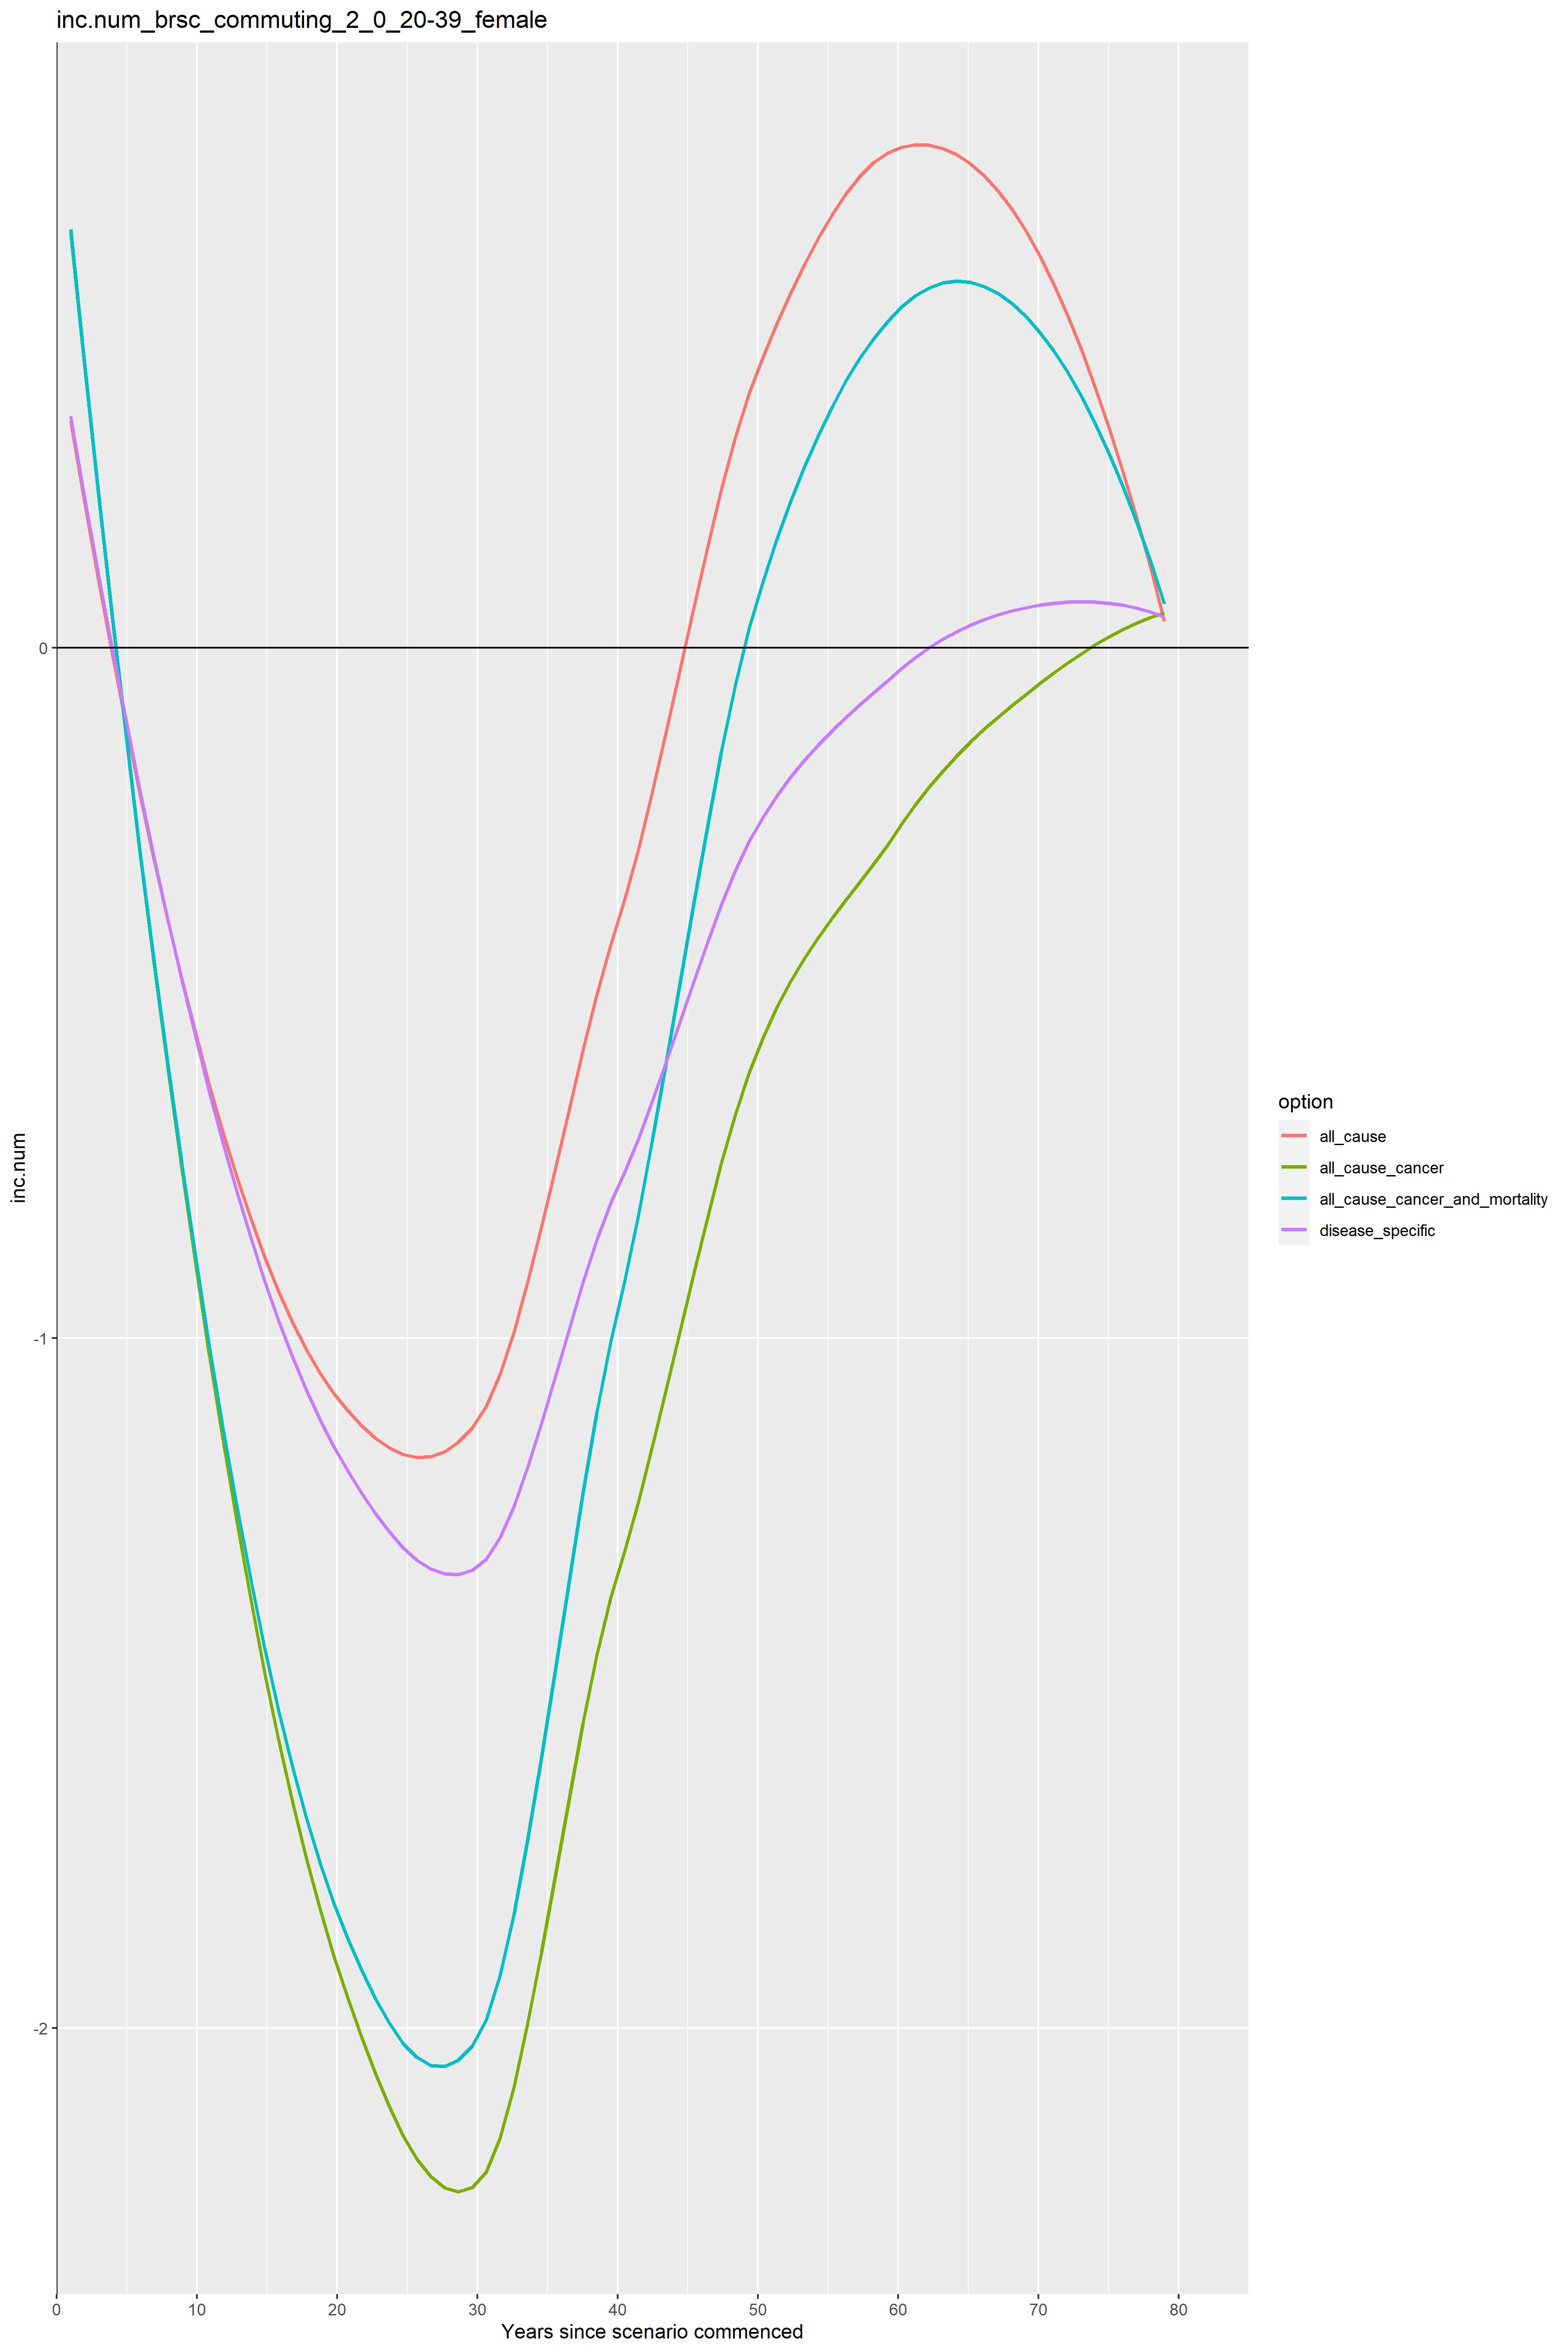 inc.num_brsc_commuting_2_0_20-39_female
inc.num
0
-1
-2
0 10 20 30 40 50 60 70 80
Years since scenario commenced
option
all_cause
all_cause_cancer
all_cause_cancer_and_mortality
disease_specific